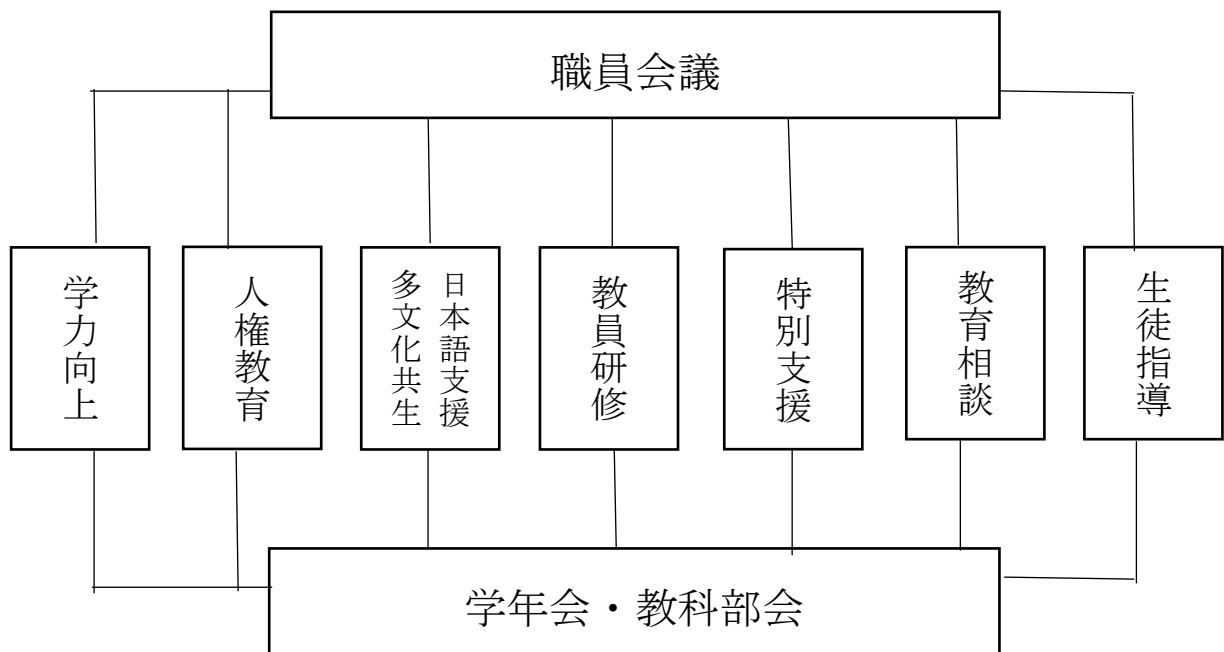 職員会議
学力向上
人権教育
日本語支援
多文化共生
教員研修
特別支援
教育相談
生徒指導
学年会・教科部会